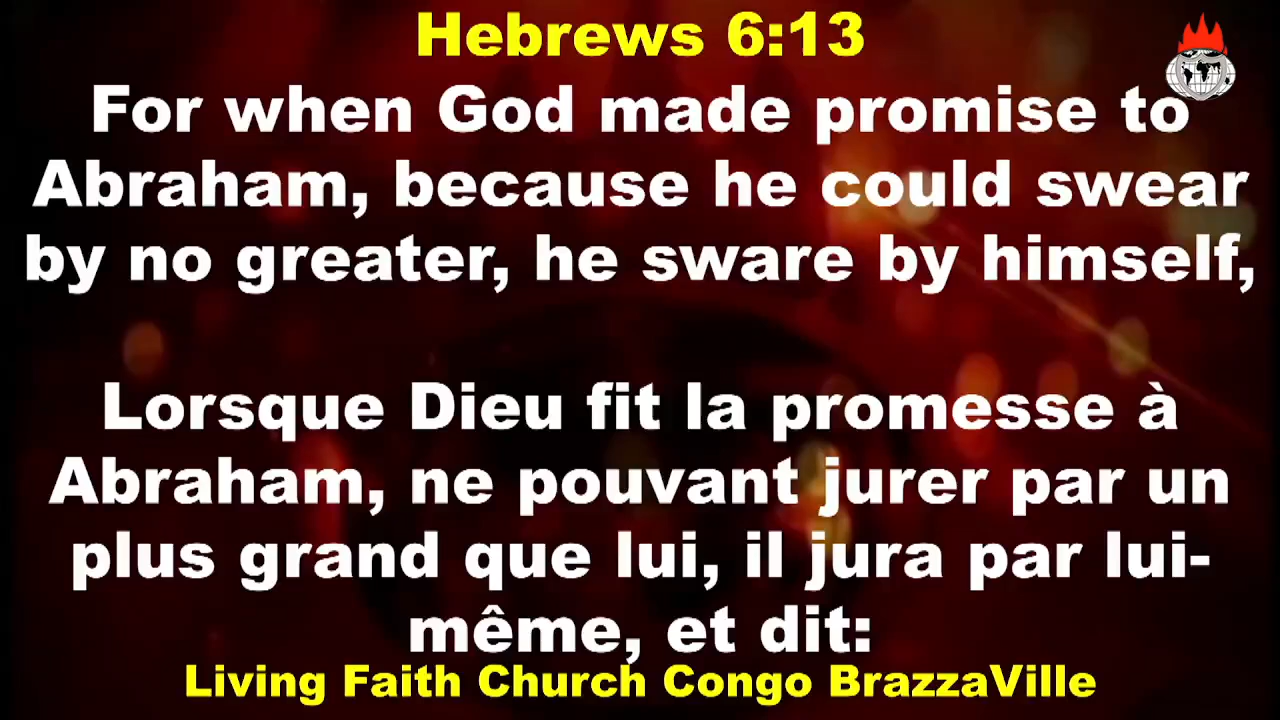 Hebrews 6:13
For when God made promise to
Abraham, because he could swear
by no greater, he sware by himself,
Lorsque Dieu fit la promesse à
Abraham, ne pouvant jurer par un
plus grand que lui, il jura par lui-
même, et dit:
Living Faith Church Congo BrazzaVille